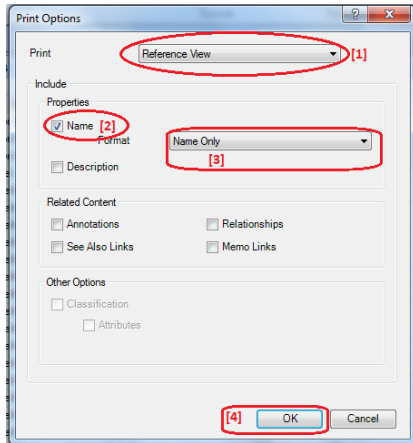 Print Options
Print Reference View [1]
Include
Properties
Name [2]
Format Name Only
[3]
Description
Related Content
Annotations Relationships
See Also Links Memo Links
Other Options
Classification
Attributes
[4] OK Cancel